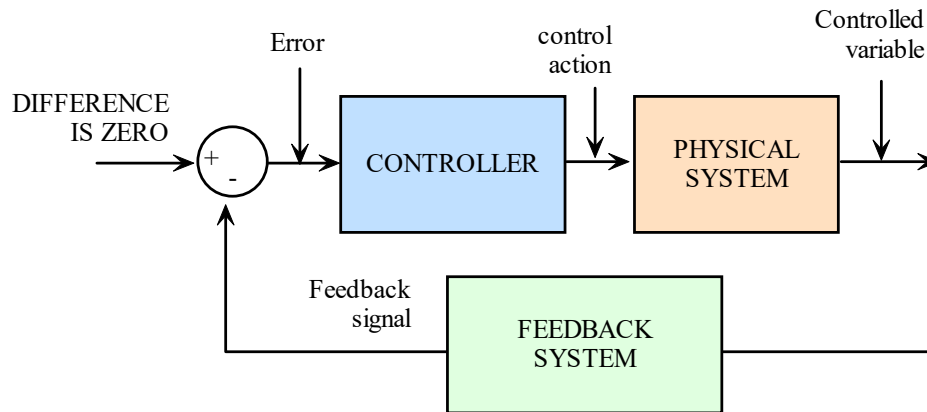 Error
control
action
Controlled
variable
DIFFERENCE
IS ZERO
+
-
CONTROLLER
PHYSICAL
SYSTEM
Feedback
signal
FEEDBACK
SYSTEM